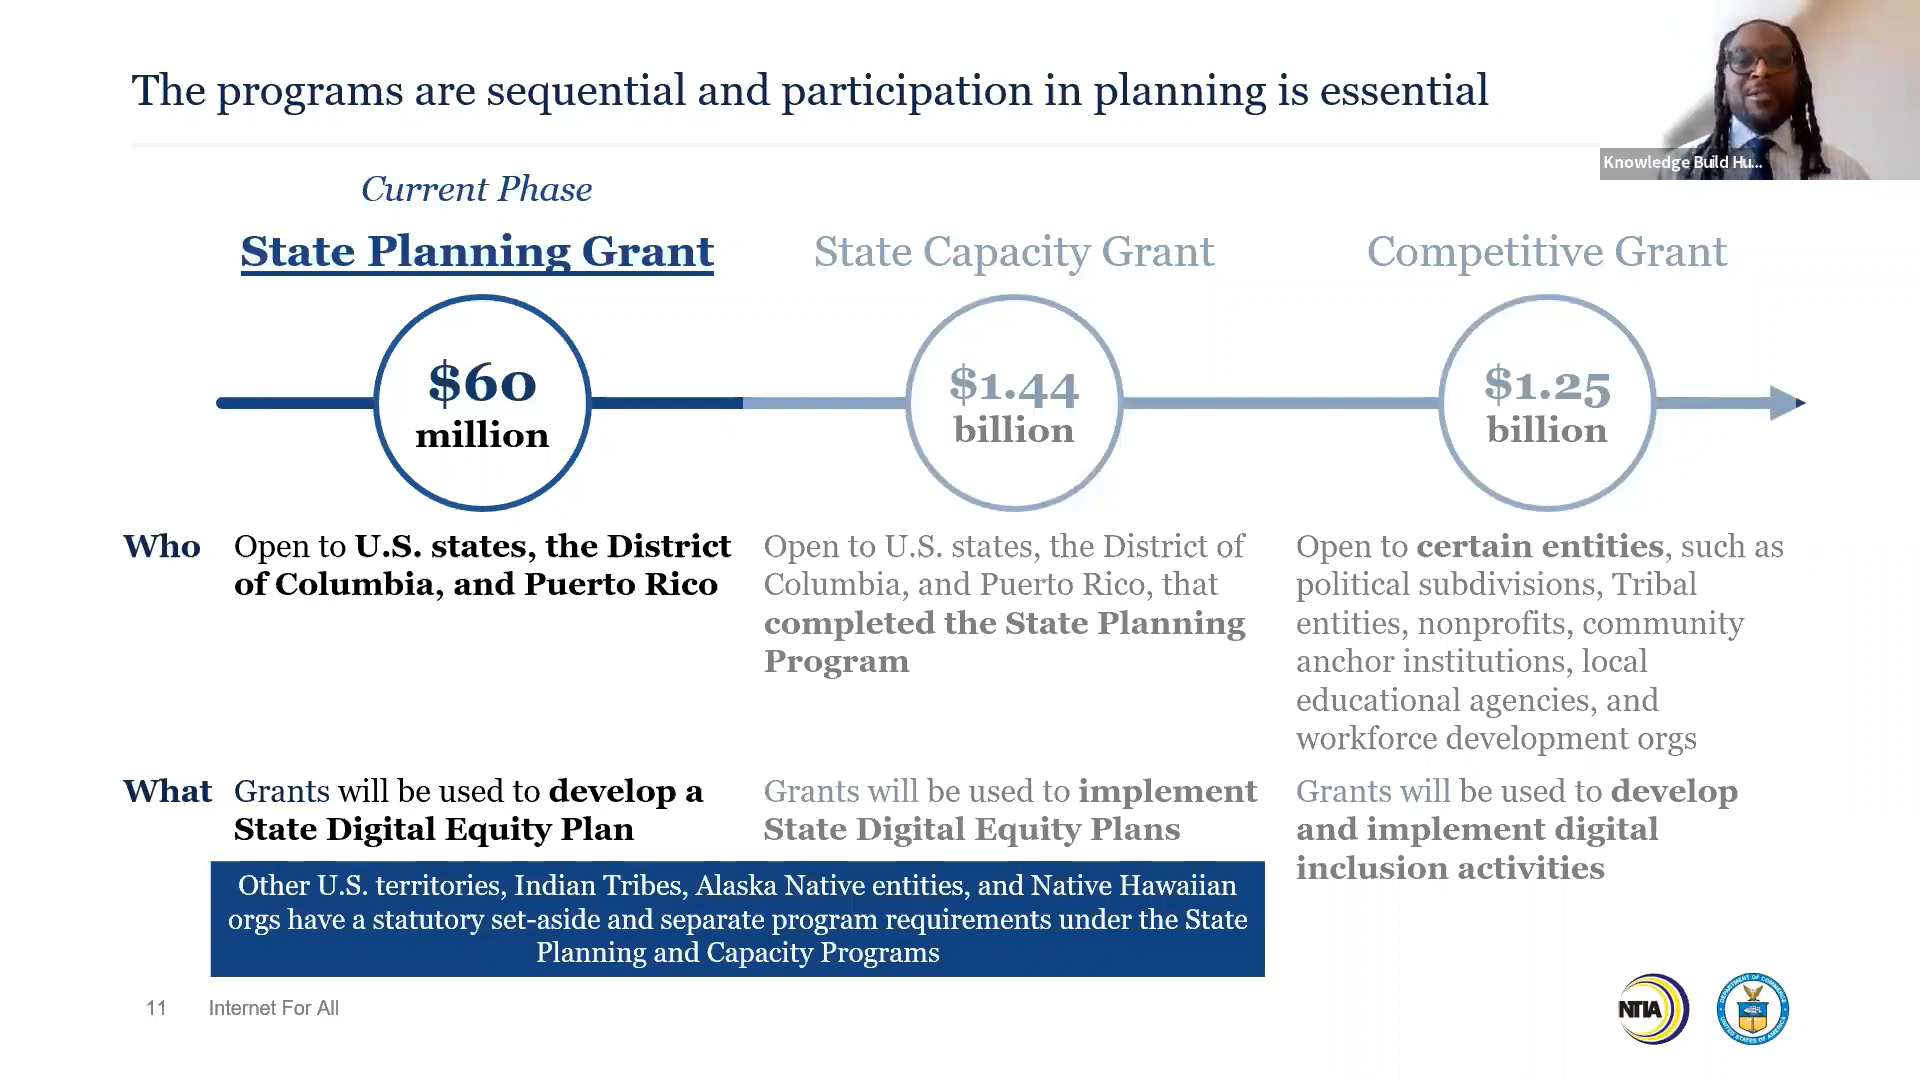 The programs are sequential and participation in planning is essential
Knowledge Build Hu...
Current Phase
State Planning Grant
State Capacity Grant
Competitive Grant
$60
million
$1.44
billion
$1.25
billion
Who
Open to U.S. states, the District
of Columbia, and Puerto Rico
Open to U.S. states, the District of
Columbia, and Puerto Rico, that
completed the State Planning
Program
Open to certain entities, such as
political subdivisions, Tribal
entities, nonprofits, community
anchor institutions, local
educational agencies, and
workforce development orgs
What
Grants will be used to develop a
State Digital Equity Plan
Grants will be used to implement
State Digital Equity Plans
Grants will be used to develop
and implement digital
inclusion activities
Other U.S. territories, Indian Tribes, Alaska Native entities, and Native Hawaiian
orgs have a statutory set-aside and separate program requirements under the State
Planning and Capacity Programs
11
Internet For All
NTIA
DEPARTMENT OF COMMERCE
UNITED STATES OF AMERICA